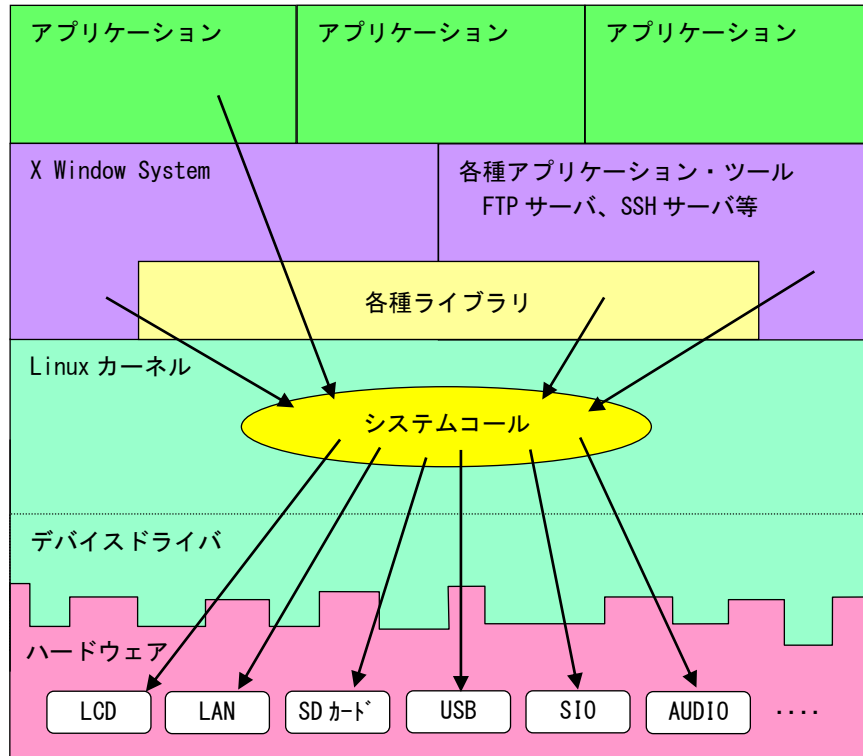 アプリケーション
アプリケーション
アプリケーション
X Window System
各種アプリケーション・ツール
FTP サーバ、SSH サーバ等
各種ライブラリ
Linux カーネル
システムコール
デバイスドライバ
ハードウェア
LCD
LAN
SD ｶｰﾄﾞ
USB
SIO
AUDIO
････